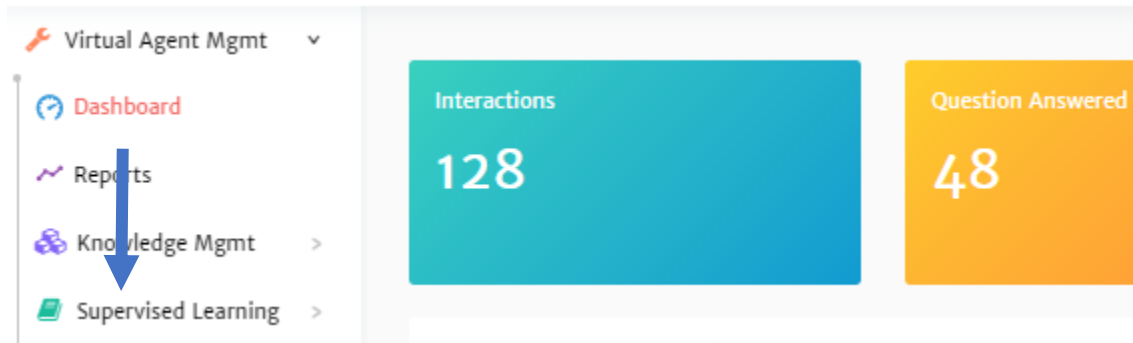 Virtual Agent Mgmt
Dashboard
Reports
Knowledge Mgmt
Supervised Learning
Interactions
128
Question Answered
48